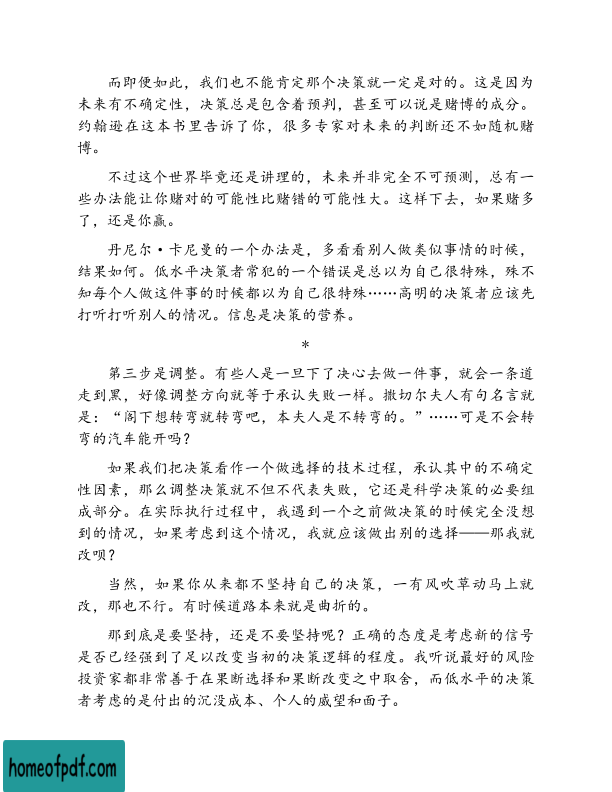 而即便如此，我们也不能肯定那个决策就一定是对的。这是因为
未来有不确定性，决策总是包含着预判，甚至可以说是赌博的成分。
约翰逊在这本书里告诉了你，很多专家对未来的判断还不如随机赌
博。
不过这个世界毕竟还是讲理的，未来并非完全不可预测，总有一
些办法能让你赌对的可能性比赌错的可能性大。这样下去，如果赌多
了，还是你赢。
丹尼尔·卡尼曼的一个办法是，多看看别人做类似事情的时候，
结果如何。低水平决策者常犯的一个错误是总以为自己很特殊，殊不
知每个人做这件事的时候都以为自己很特殊……高明的决策者应该先
打听打听别人的情况。信息是决策的营养。
*
第三步是调整。有些人是一旦下了决心去做一件事，就会一条道
走到黑，好像调整方向就等于承认失败一样。撒切尔夫人有句名言就
是：“阁下想转弯就转弯吧，本夫人是不转弯的。”……可是不会转
弯的汽车能开吗？
如果我们把决策看作一个做选择的技术过程，承认其中的不确定
性因素，那么调整决策就不但不代表失败，它还是科学决策的必要组
成部分。在实际执行过程中，我遇到一个之前做决策的时候完全没想
到的情况，如果考虑到这个情况，我就应该做出别的选择——那我就
改呗？
当然，如果你从来都不坚持自己的决策，一有风吹草动马上就
改，那也不行。有时候道路本来就是曲折的。
那到底是要坚持，还是不要坚持呢？正确的态度是考虑新的信号
是否已经强到了足以改变当初的决策逻辑的程度。我听说最好的风险
投资家都非常善于在果断选择和果断改变之中取舍，而低水平的决策
者考虑的是付出的沉没成本、个人的威望和面子。
homeofpdf.com